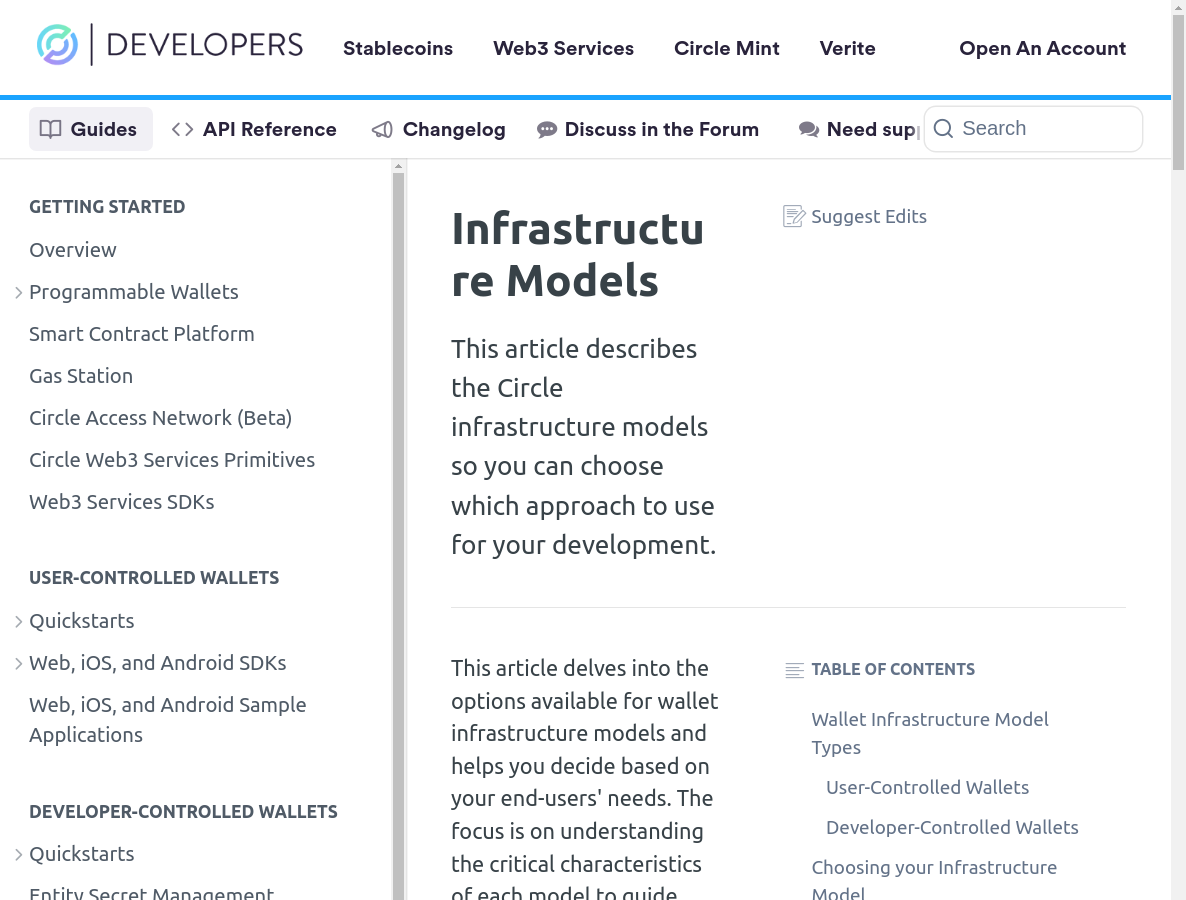 DEVELOPERS
Stablecoins
Web3 Services
Circle Mint
Verite
Open An Account
Guides
API Reference
Changelog
Discuss in the Forum
Need sup
Search
GETTING STARTED
Overview
Programmable Wallets
Smart Contract Platform
Gas Station
Circle Access Network (Beta)
Circle Web3 Services Primitives
Web3 Services SDKs
USER-CONTROLLED WALLETS
Quickstarts
Web, iOS, and Android SDKs
Web, iOS, and Android Sample
Applications
DEVELOPER-CONTROLLED WALLETS
Quickstarts
Entity Secret Management
Infrastructu
re Models
This article describes
the Circle
infrastructure models
so you can choose
which approach to use
for your development.
Suggest Edits
This article delves into the
options available for wallet
infrastructure models and
helps you decide based on
your end-users' needs. The
focus is on understanding
the critical characteristics
of each model to guide
TABLE OF CONTENTS
Wallet Infrastructure Model
Types
User-Controlled Wallets
Developer-Controlled Wallets
Choosing your Infrastructure
Model